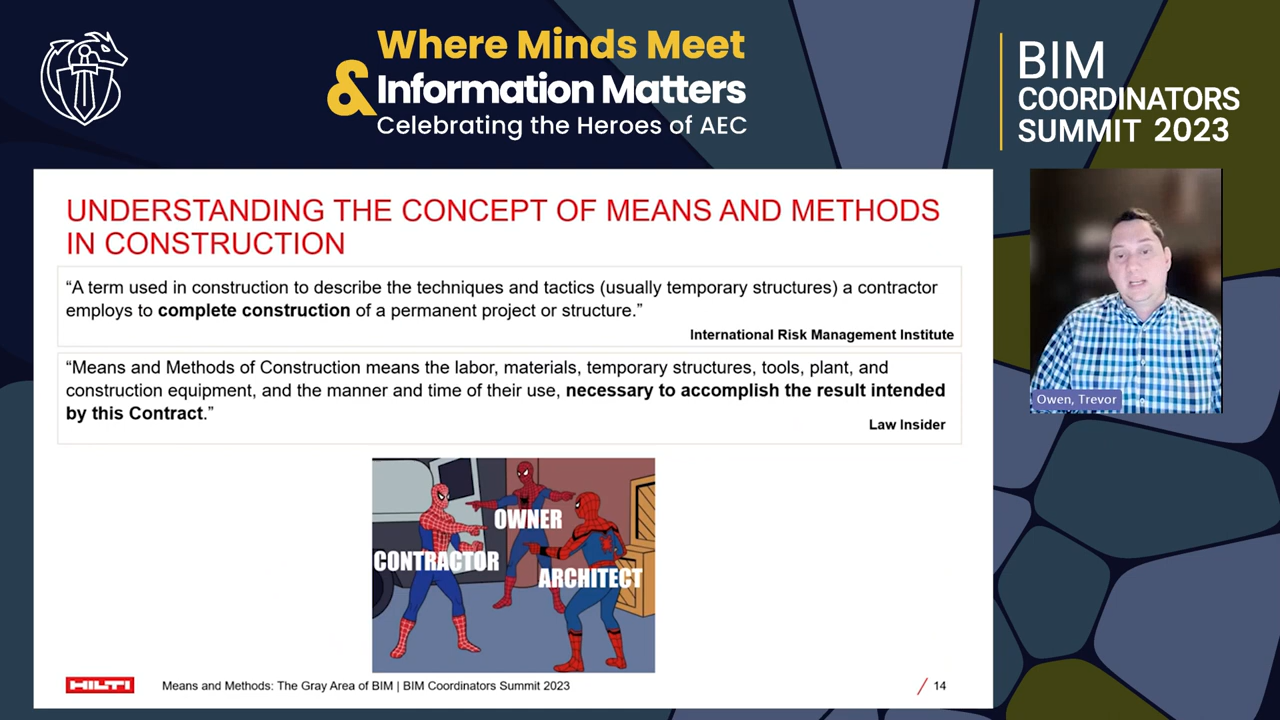 Where Minds Meet
& Information Matters
Celebrating the Heroes of AEC
BIM
COORDINATORS
SUMMIT 2023
UNDERSTANDING THE CONCEPT OF MEANS AND METHODS
IN CONSTRUCTION
“A term used in construction to describe the techniques and tactics (usually temporary structures) a contractor
employs to complete construction of a permanent project or structure.”
International Risk Management Institute
“Means and Methods of Construction means the labor, materials, temporary structures, tools, plant, and
construction equipment, and the manner and time of their use, necessary to accomplish the result intended
by this Contract.”
Law Insider
OWNER
CONTRACTOR
ARCHITECT
Owen, Trevor
HILTI
Means and Methods: The Gray Area of BIM | BIM Coordinators Summit 2023
/ 14